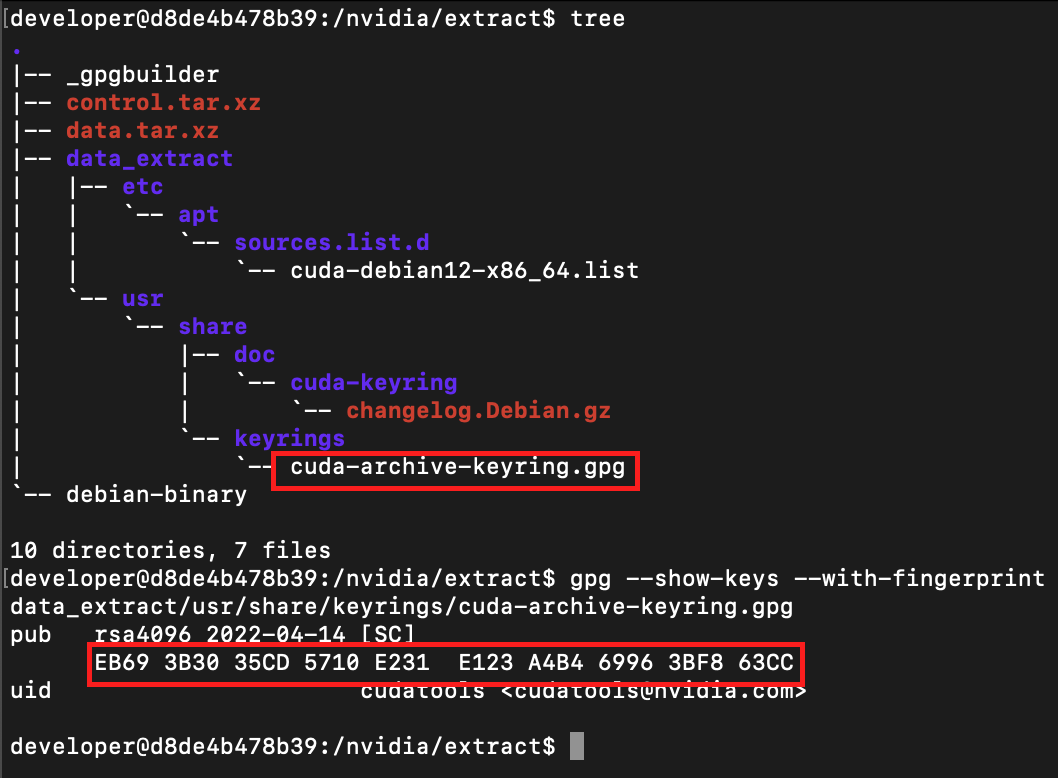 [developer@d8de4b478b39:/nvidia/extract$ tree
.
|-- _gpgbuilder
|-- control.tar.xz
|-- data.tar.xz
|-- data_extract
|   |-- etc
|   |   `-- apt
|   |       `-- sources.list.d
|   |           `-- cuda-debian12-x86_64.list
|   `-- usr
|       `-- share
|           |-- doc
|           |   `-- cuda-keyring
|           |       `-- changelog.Debian.gz
|           `-- keyrings
|               `-- cuda-archive-keyring.gpg
`-- debian-binary

10 directories, 7 files
[developer@d8de4b478b39:/nvidia/extract$ gpg --show-keys --with-fingerprint
data_extract/usr/share/keyrings/cuda-archive-keyring.gpg
pub   rsa4096 2022-04-14 [SC]
      EB69 3B30 35CD 5710 E231  E123 A4B4 6996 3BF8 63CC
uid                      cudatools <cudatools@nvidia.com>

developer@d8de4b478b39:/nvidia/extract$